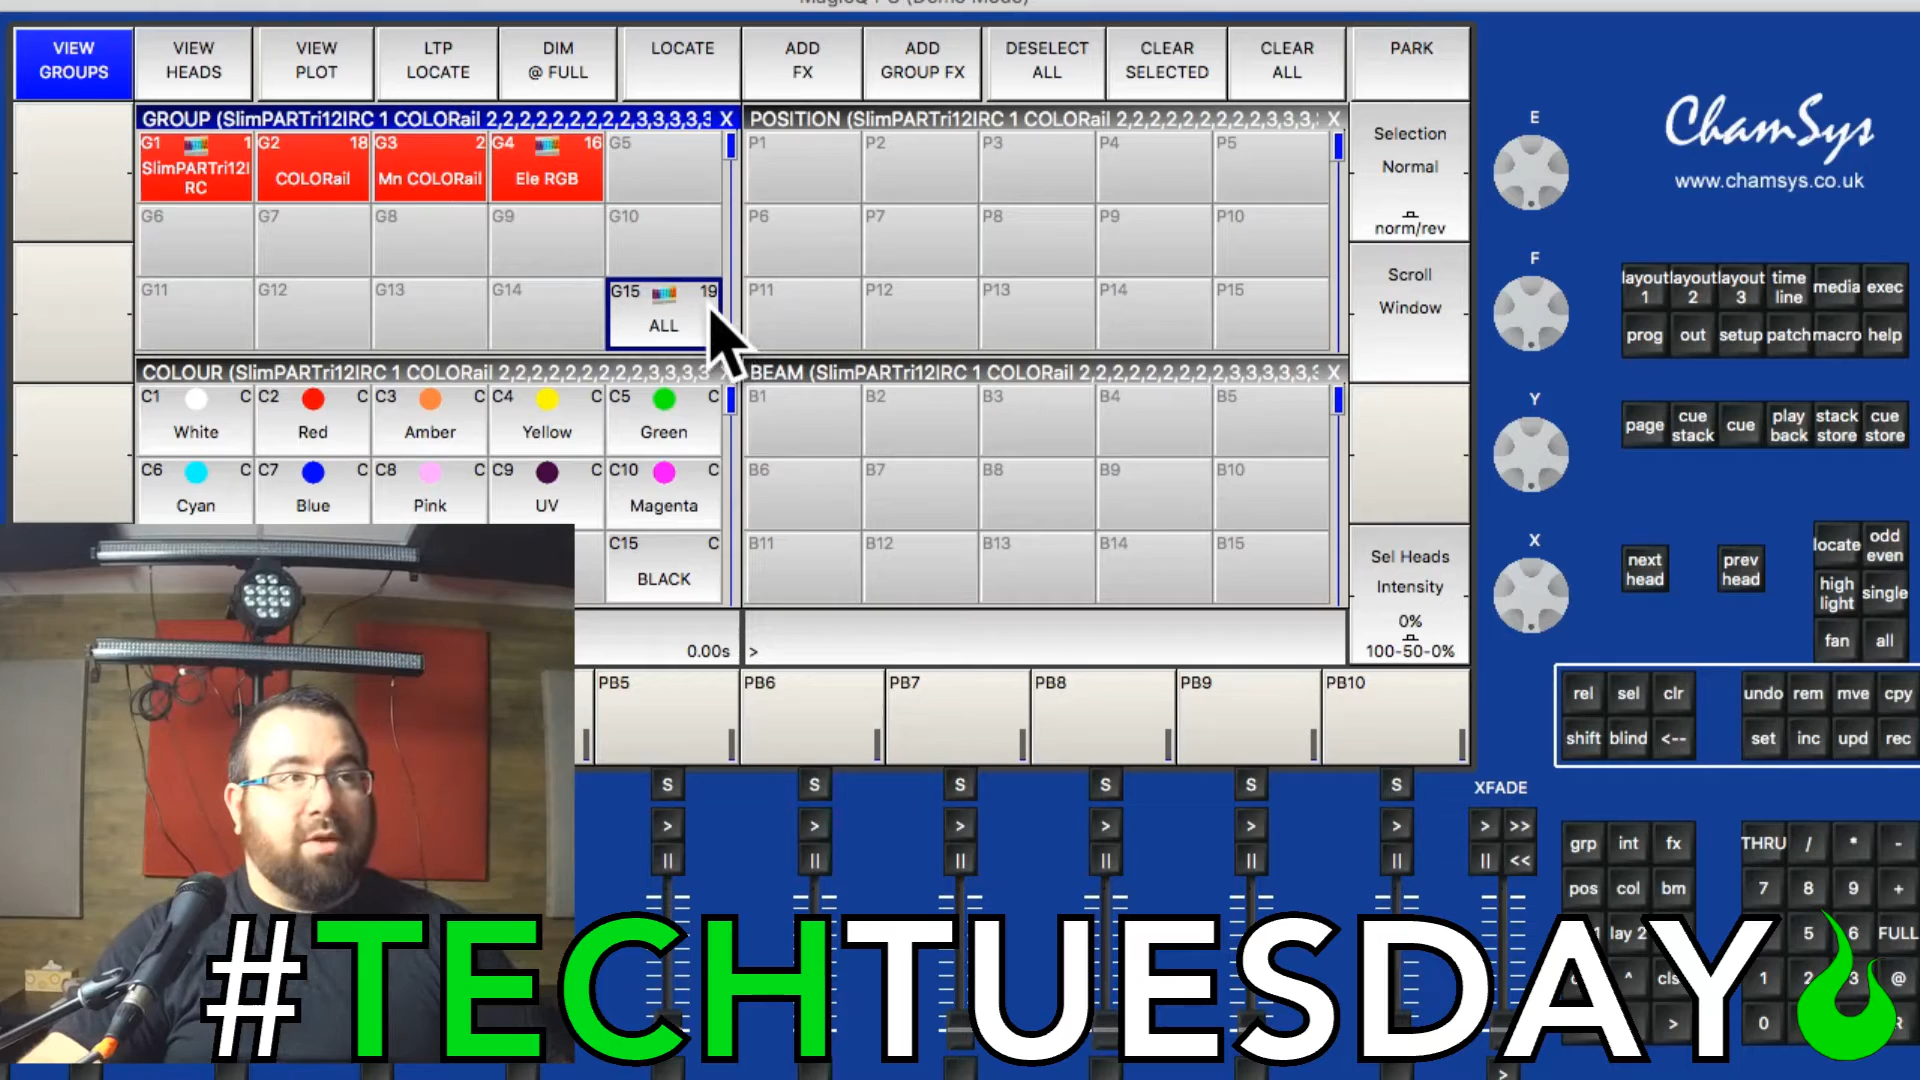 VIEW GROUPS
VIEW HEADS
VIEW PLOT
LTP LOCATE
DIM @ FULL
LOCATE
ADD FX
ADD GROUP FX
DESELECT ALL
CLEAR SELECTED
CLEAR ALL
PARK
GROUP (SlimPARTri12IRC 1 COLORail 2,2,2,2,2,2,2,2,3,3,3,3,3 X
POSITION (SlimPARTri12IRC 1 COLORail 2,2,2,2,2,2,2,2,3,3,3,3,3, X
G1 1 SlimPARTri12I RC
G2 18 COLORail
G3 2 Mn COLORail
G4 16 Ele RGB
G5
P1 P2 P3 P4 P5
G6 G7 G8 G9 G10
P6 P7 P8 P9 P10
G11 G12 G13 G14
G15 19 ALL
P11 P12 P13 P14 P15
Selection
Normal
norm/rev
Scroll
Window
COLOUR (SlimPARTri12IRC 1 COLORail 2,2,2,2,2,2,2,2,3,3,3,3
BEAM (SlimPARTri12IRC 1 COLORail 2,2,2,2,2,2,2,2,3,3,3,3,3, X
C1 C White
C2 C Red
C3 C Amber
C4 C Yellow
C5 C Green
B1 B2 B3 B4 B5
C6 C Cyan
C7 C Blue
C8 C Pink
C9 C UV
C10 C Magenta
B6 B7 B8 B9 B10
C15 C BLACK
B11 B12 B13 B14 B15
Sel Heads
Intensity
0%
100-50-0%
0.00s
>
PB5 PB6 PB7 PB8 PB9 PB10
ChamSys
www.chamsys.co.uk
E
F
Y
X
layout 1
layout 2
layout 3
time line
media
exec
prog out setup patch macro help
page
cue stack
cue
play back
stack store
cue store
next head
prev head
locate
odd even
high light
single
fan all
rel sel clr
undo rem mve cpy
shift blind <--
set inc upd rec
S S S S S S
XFADE
> > > > > > > >>
|| || || || || || || <<
grp int fx
THRU / * -
pos col bm
7 8 9 +
lay 2
5 6 FULL
^ cls
1 2 3 @
> 0
>
#TECHTUESDAY